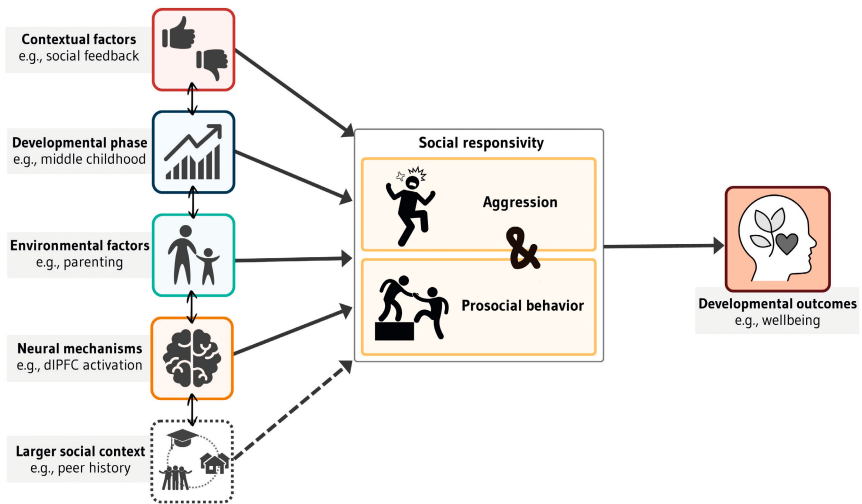 Contextual factors
e.g., social feedback
Developmental phase
e.g., middle childhood
Environmental factors
e.g., parenting
Neural mechanisms
e.g., dlPFC activation
Larger social context
e.g., peer history
Social responsivity
Aggression
&
Prosocial behavior
Developmental outcomes
e.g., wellbeing